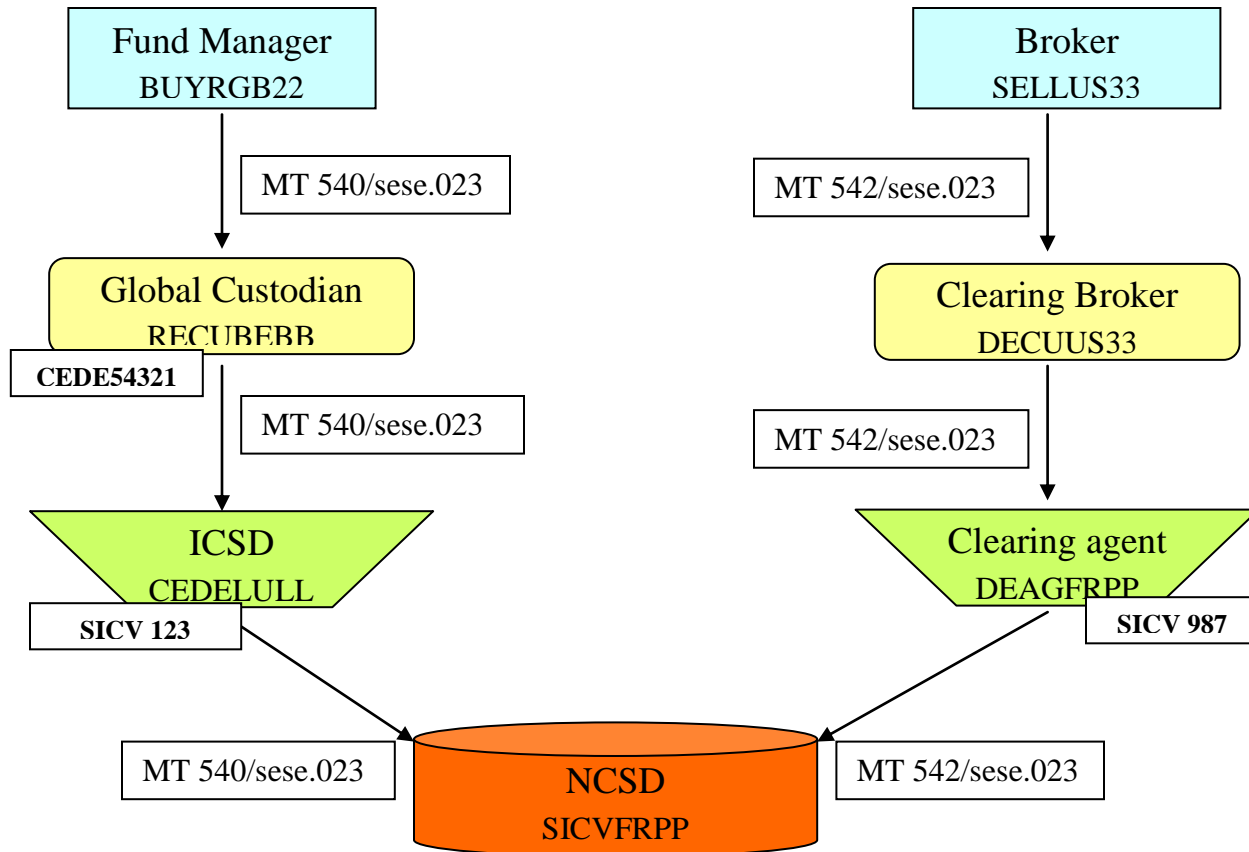 Fund Manager
BUYRGB22
Broker
SELLUS33
MT 540/sese.023
MT 542/sese.023
Global Custodian
RECUBEBB
CEDE54321
Clearing Broker
DECUUS33
MT 540/sese.023
MT 542/sese.023
ICSD
CEDELULL
SICV 123
Clearing agent
DEAGFRPP
SICV 987
MT 540/sese.023
MT 542/sese.023
NCSD
SICVFRPP